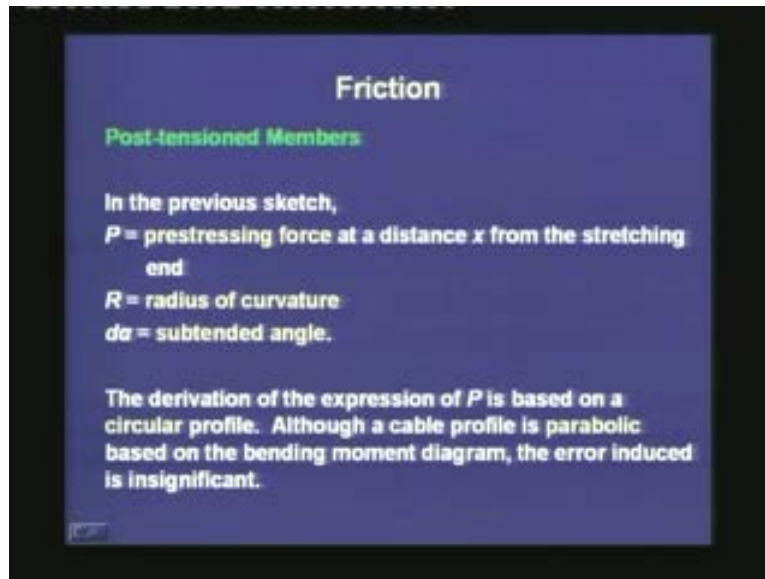 Friction
Post-tensioned Members
In the previous sketch,
P = prestressing force at a distance x from the stretching
end
R = radius of curvature
dα = subtended angle.
The derivation of the expression of P is based on a
circular profile. Although a cable profile is parabolic
based on the bending moment diagram, the error induced
is insignificant.